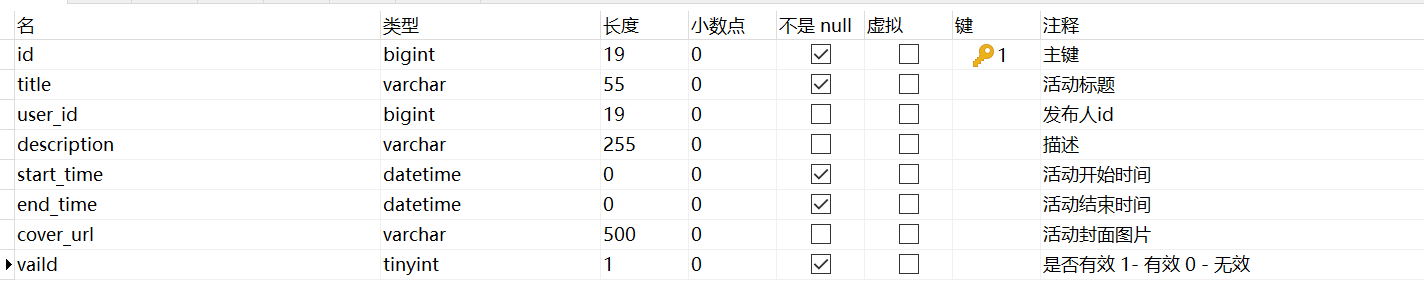 名 类型 长度 小数点 不是 null 虚拟 键 注释
id bigint 19 0 1 主键
title varchar 55 0 活动标题
user_id bigint 19 0 发布人id
description varchar 255 0 描述
start_time datetime 0 0 活动开始时间
end_time datetime 0 0 活动结束时间
cover_url varchar 500 0 活动封面图片
vaild tinyint 1 0 是否有效 1- 有效 0 - 无效